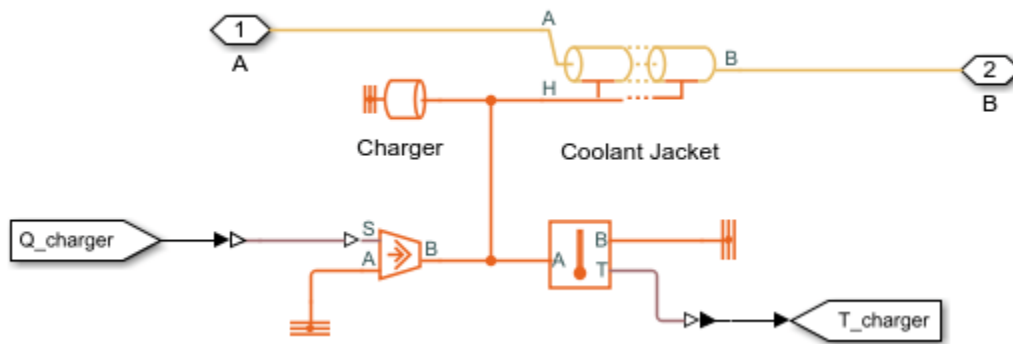 1
A
A
B
2
B
H
Charger
Coolant Jacket
Q_charger
S
A
B
A
B
T
T_charger